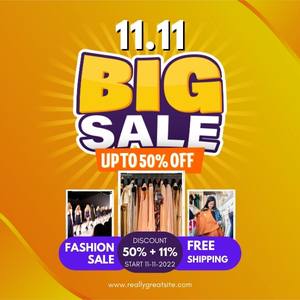 11.11
BIG
SALE
UP TO 50% OFF
FASHION
SALE
DISCOUNT
50% + 11%
START 11-11-2022
FREE
SHIPPING
www.reallygreatsite.com